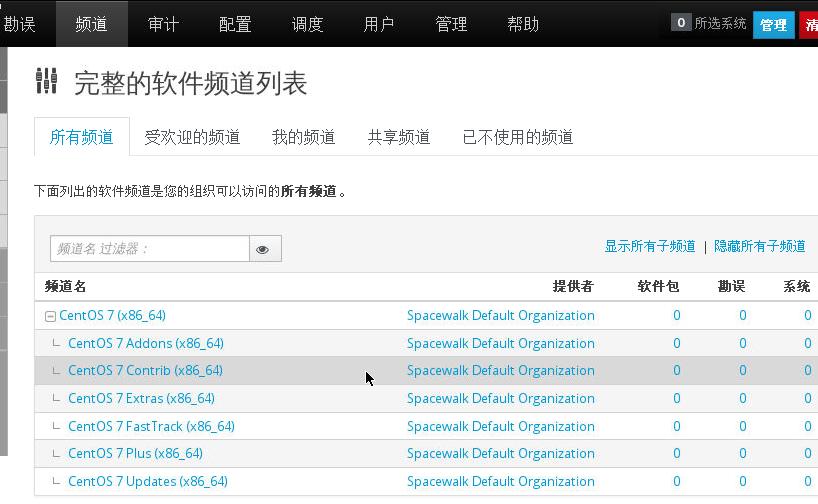 勘误 频道 审计 配置 调度 用户 管理 帮助 0 所选系统 管理 清
完整的软件频道列表
所有频道 受欢迎的频道 我的频道 共享频道 已不使用的频道
下面列出的软件频道是您的组织可以访问的所有频道 。
频道名 过滤器： 显示所有子频道 | 隐藏所有子频道
频道名 提供者 软件包 勘误 系统
CentOS 7 (x86_64) Spacewalk Default Organization 0 0 0
CentOS 7 Addons (x86_64) Spacewalk Default Organization 0 0 0
CentOS 7 Contrib (x86_64) Spacewalk Default Organization 0 0 0
CentOS 7 Extras (x86_64) Spacewalk Default Organization 0 0 0
CentOS 7 FastTrack (x86_64) Spacewalk Default Organization 0 0 0
CentOS 7 Plus (x86_64) Spacewalk Default Organization 0 0 0
CentOS 7 Updates (x86_64) Spacewalk Default Organization 0 0 0